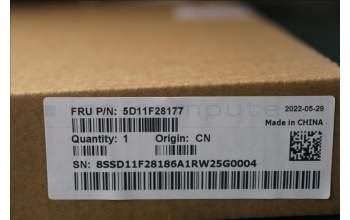 FRU P/N: 5D11F28177
2022-05-29
Made in CHINA
Quantity: 1 Origin: CN
SN: 8SSD11F28186A1RW25G0004